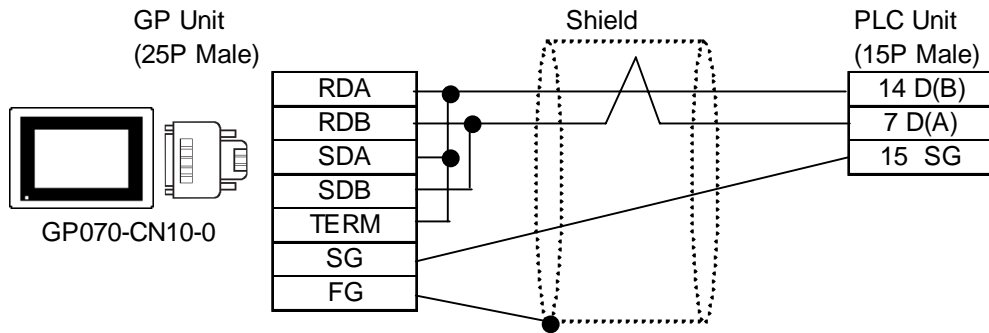 GP Unit
(25P Male)
Shield
PLC Unit
(15P Male)
RDA
RDB
SDA
SDB
TERM
SG
FG
14 D(B)
7 D(A)
15 SG
GP070-CN10-0